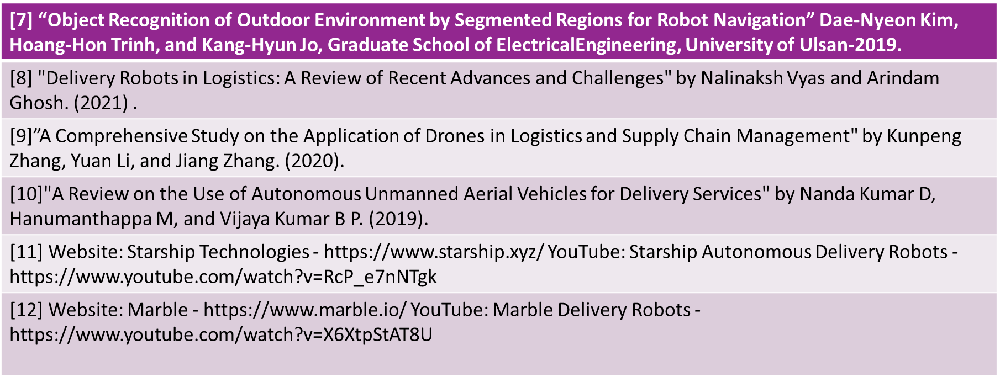 [7] “Object Recognition of Outdoor Environment by Segmented Regions for Robot Navigation” Dae-Nyeon Kim,
Hoang-Hon Trinh, and Kang-Hyun Jo, Graduate School of ElectricalEngineering, University of Ulsan-2019.
[8] "Delivery Robots in Logistics: A Review of Recent Advances and Challenges" by Nalinaksh Vyas and Arindam
Ghosh. (2021) .
[9]”A Comprehensive Study on the Application of Drones in Logistics and Supply Chain Management" by Kunpeng
Zhang, Yuan Li, and Jiang Zhang. (2020).
[10]"A Review on the Use of Autonomous Unmanned Aerial Vehicles for Delivery Services" by Nanda Kumar D,
Hanumanthappa M, and Vijaya Kumar B P. (2019).
[11] Website: Starship Technologies - https://www.starship.xyz/ YouTube: Starship Autonomous Delivery Robots -
https://www.youtube.com/watch?v=RcP_e7nNTgk
[12] Website: Marble - https://www.marble.io/ YouTube: Marble Delivery Robots -
https://www.youtube.com/watch?v=X6XtpStAT8U